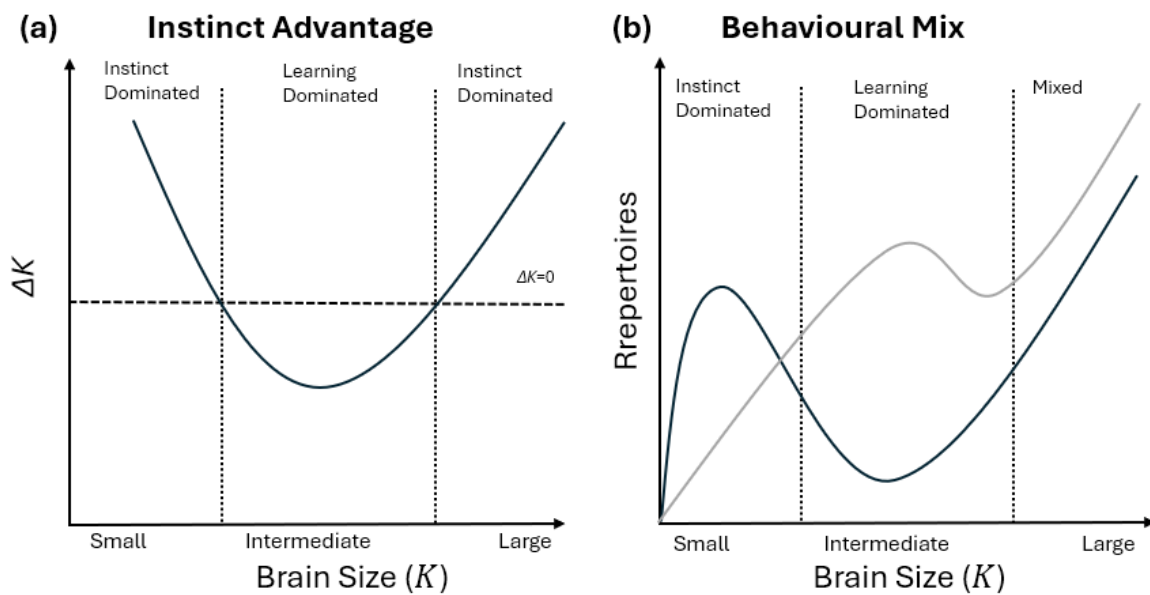 (a) Instinct Advantage
Instinct
Dominated
Learning
Dominated
Instinct
Dominated
ΔK
ΔK=0
Small
Intermediate
Large
Brain Size (K)
(b) Behavioural Mix
Instinct
Dominated
Learning
Dominated
Mixed
Rrepertoires
Small
Intermediate
Large
Brain Size (K)